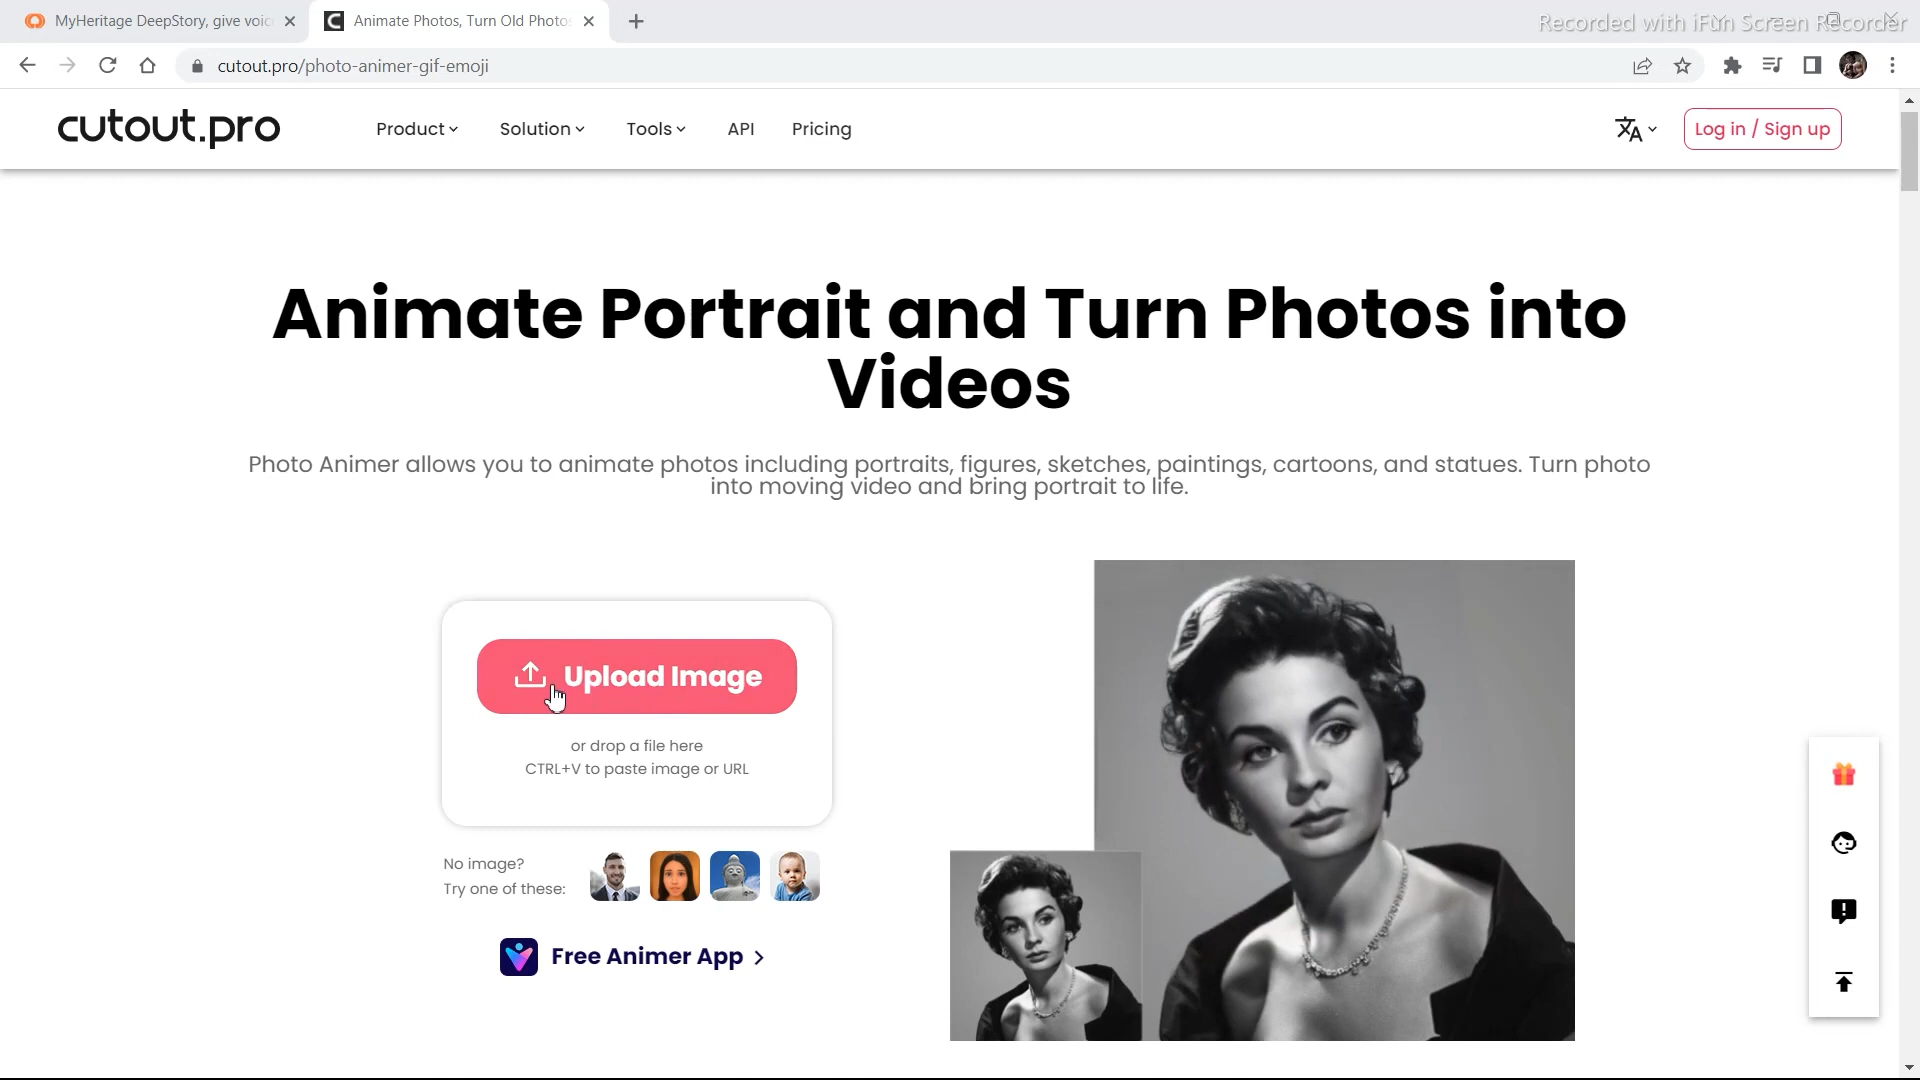 MyHeritage DeepStory, give voic
Animate Photos, Turn Old Photo
Recorded with iFun Screen Recorder
cutout.pro/photo-animer-gif-emoji
cutout.pro
Product
Solution
Tools
API
Pricing
Log in / Sign up
Animate Portrait and Turn Photos into
Videos
Photo Animer allows you to animate photos including portraits, figures, sketches, paintings, cartoons, and statues. Turn photo
into moving video and bring portrait to life.
Upload Image
or drop a file here
CTRL+V to paste image or URL
No image?
Try one of these:
Free Animer App